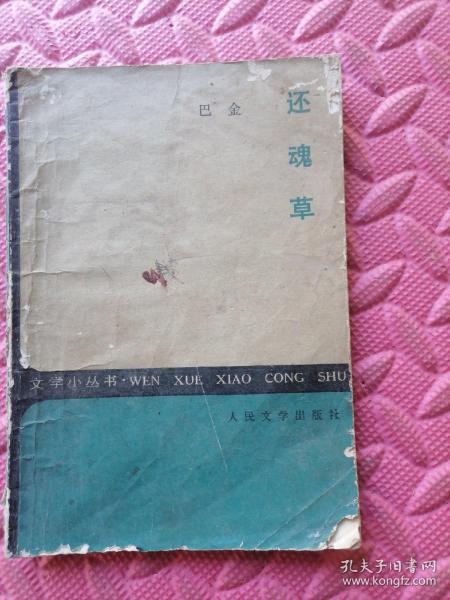 还魂草
巴金
文学小丛书·WEN XUE XIAO CONG SHU
人民文学出版社
孔夫子旧书网
www.kongfz.com